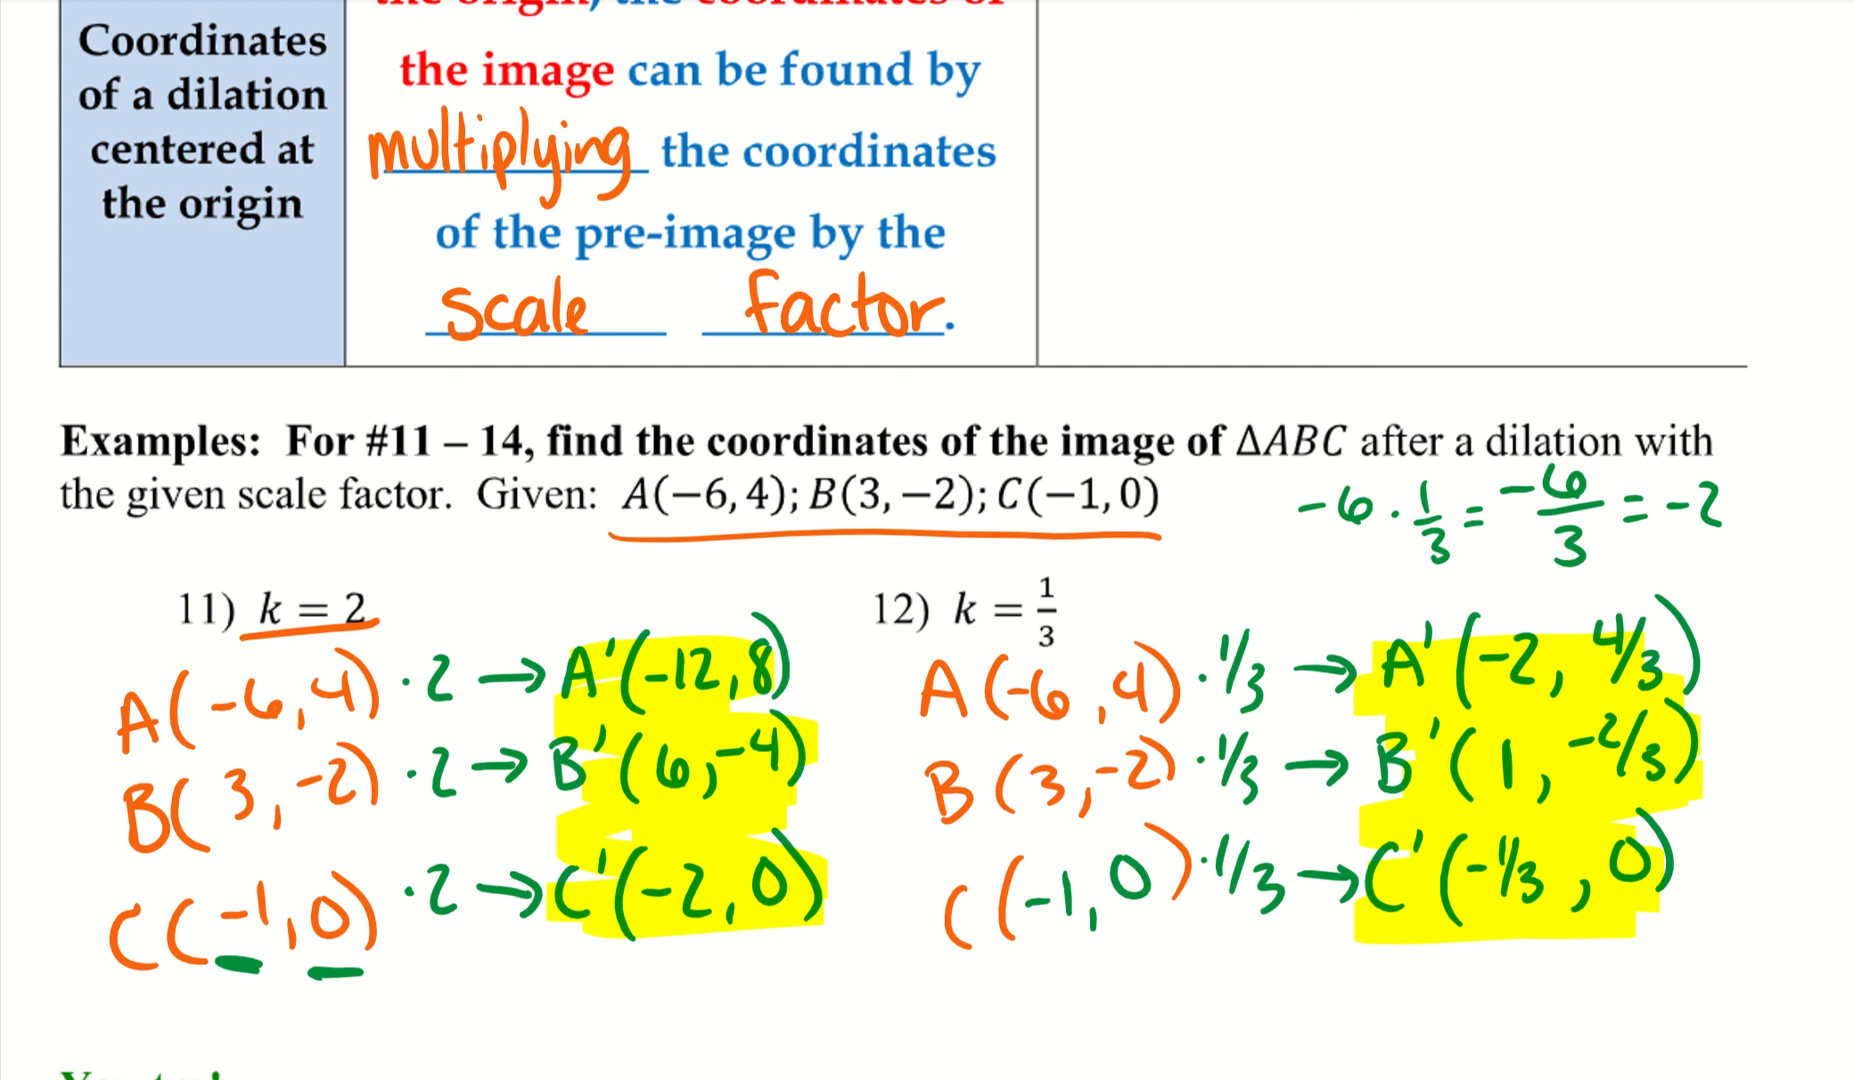 the origin, the coordinates of
Coordinates
of a dilation
centered at
the origin
the image can be found by
multiplying the coordinates
of the pre-image by the
scale factor.
Examples: For #11 – 14, find the coordinates of the image of ΔABC after a dilation with
the given scale factor. Given: A(−6, 4); B(3, −2); C(−1, 0)
-6 · 1/3 = -6/3 = -2
11) k = 2
A(-6, 4) · 2 → A'(-12, 8)
B(3, -2) · 2 → B'(6, -4)
C(-1, 0) · 2 → C'(-2, 0)
12) k = 1/3
A(-6, 4) · 1/3 → A'(-2, 4/3)
B(3, -2) · 1/3 → B'(1, -2/3)
C(-1, 0) · 1/3 → C'(-1/3, 0)